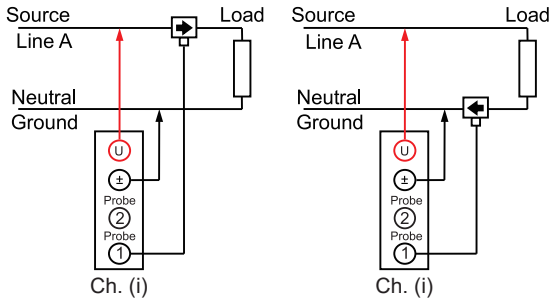 Source
Load
Line A
Neutral
Ground
U
±
Probe
2
Probe
1
Ch. (i)
Source
Load
Line A
Neutral
Ground
U
±
Probe
2
Probe
1
Ch. (i)